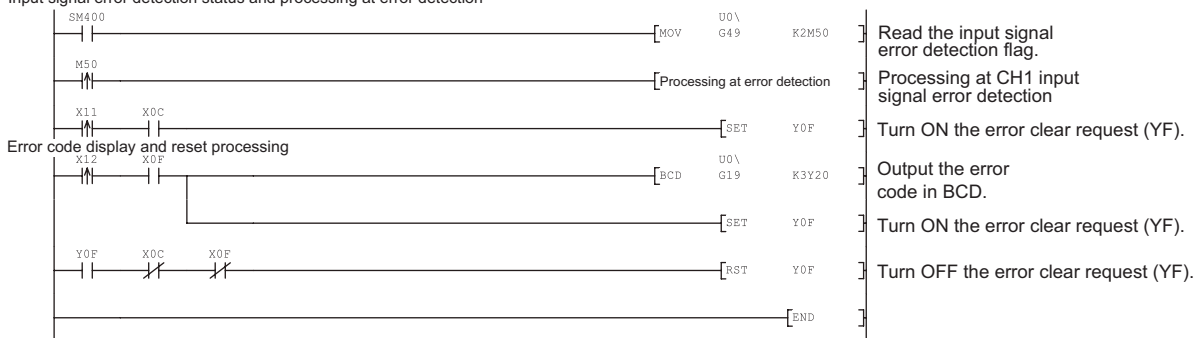 Input signal error detection status and processing at error detection
SM400
U0\
MOV G49 K2M50
Read the input signal
error detection flag.
M50
Processing at error detection
Processing at CH1 input
signal error detection
X11 X0C
SET Y0F
Turn ON the error clear request (YF).
Error code display and reset processing
X12 X0F
U0\
BCD G19 K3Y20
Output the error
code in BCD.
SET Y0F
Turn ON the error clear request (YF).
Y0F X0C X0F
RST Y0F
Turn OFF the error clear request (YF).
END